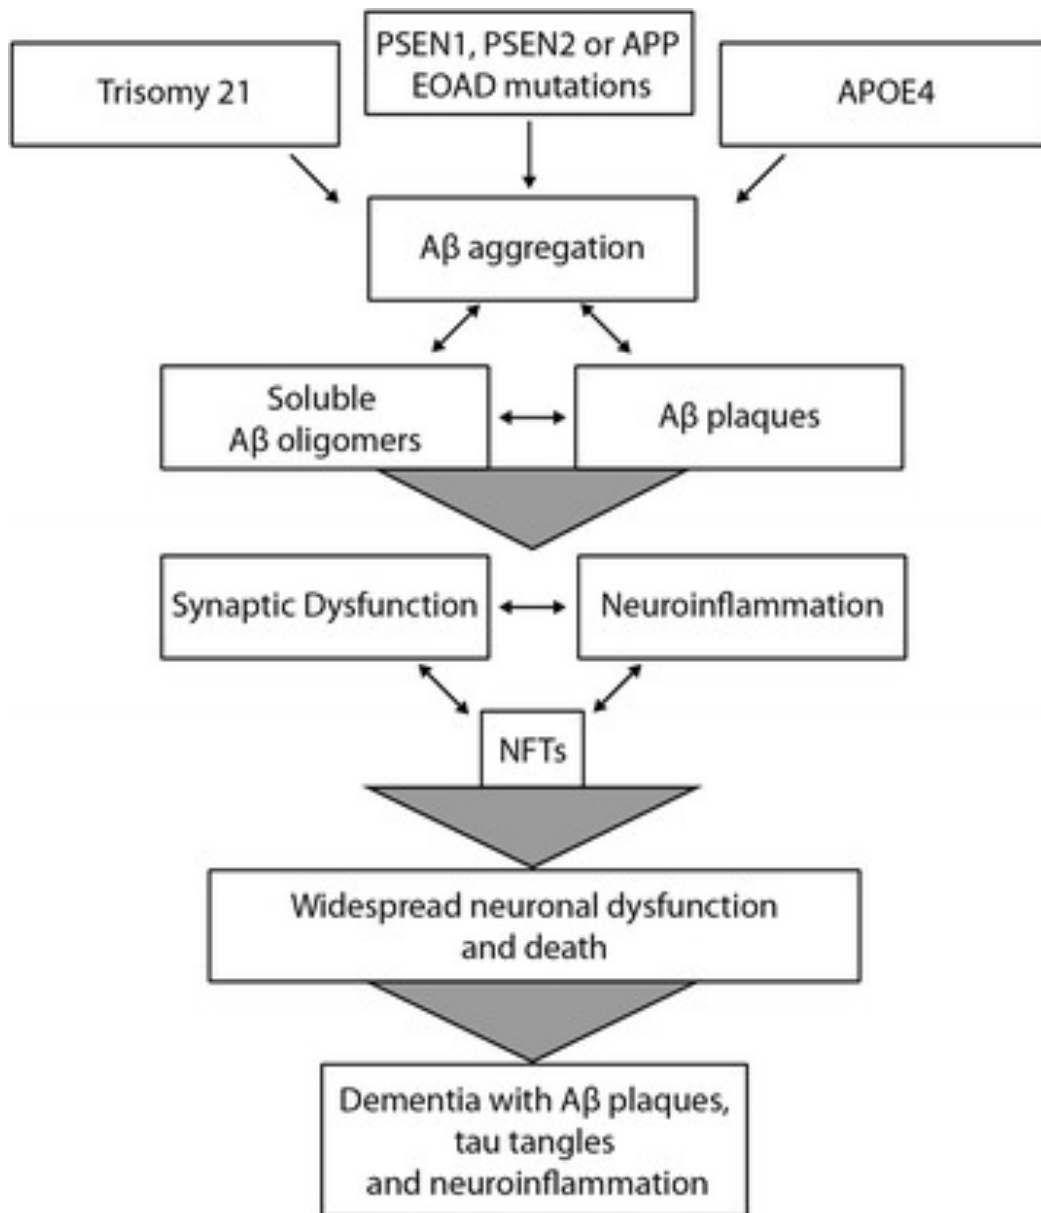 Trisomy 21
PSEN1, PSEN2 or APP
EOAD mutations
APOE4
Aβ aggregation
Soluble
Aβ oligomers
Aβ plaques
Synaptic Dysfunction
Neuroinflammation
NFTs
Widespread neuronal dysfunction
and death
Dementia with Aβ plaques,
tau tangles
and neuroinflammation